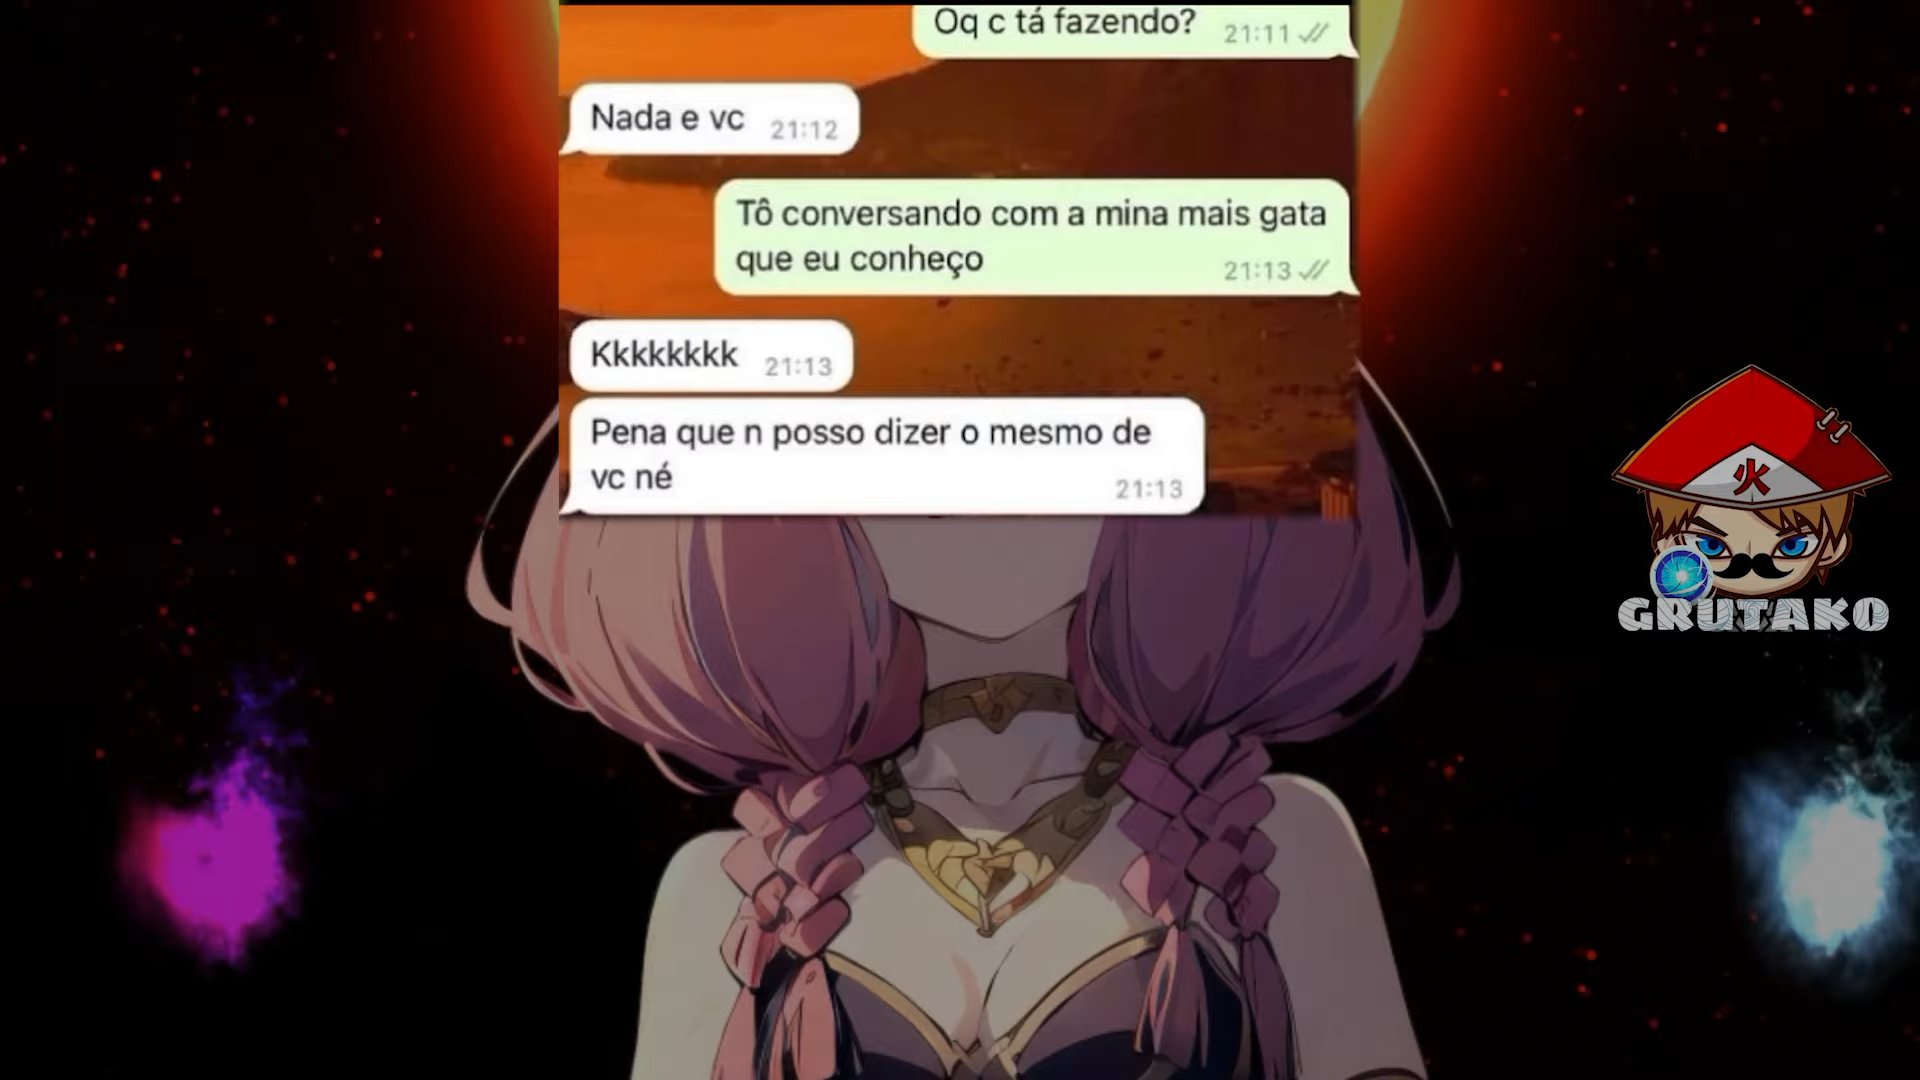 Oq c tá fazendo? 21:11
Nada e vc 21:12
Tô conversando com a mina mais gata
que eu conheço 21:13
Kkkkkkkk 21:13
Pena que n posso dizer o mesmo de
vc né 21:13
火
GRUTAKO